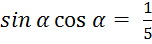 sin α cos α = 1/5